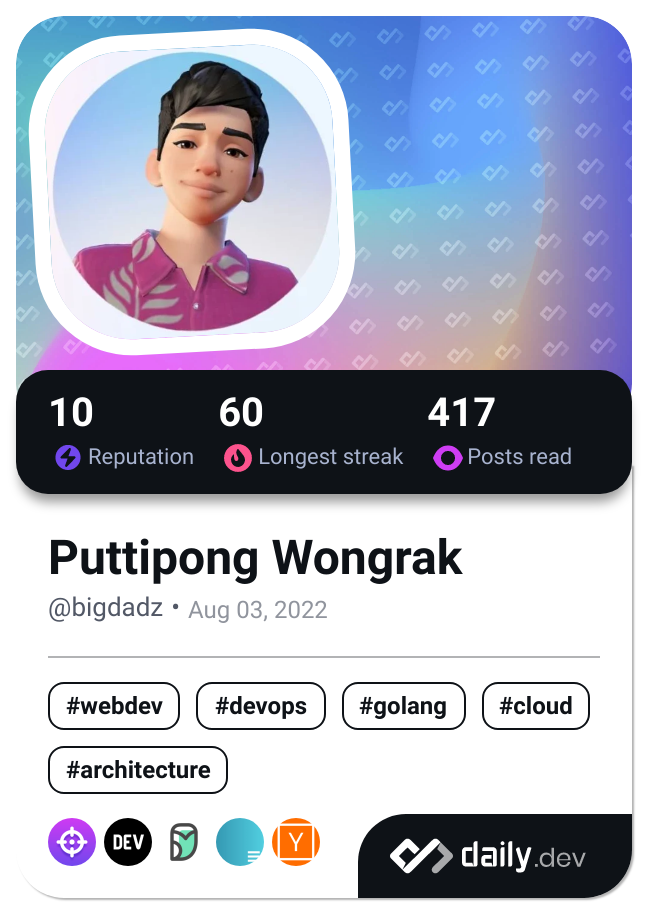 10 60 417
Reputation Longest streak Posts read
Puttipong Wongrak
@bigdadz • Aug 03, 2022
#webdev #devops #golang #cloud
#architecture
DEV Y
daily.dev